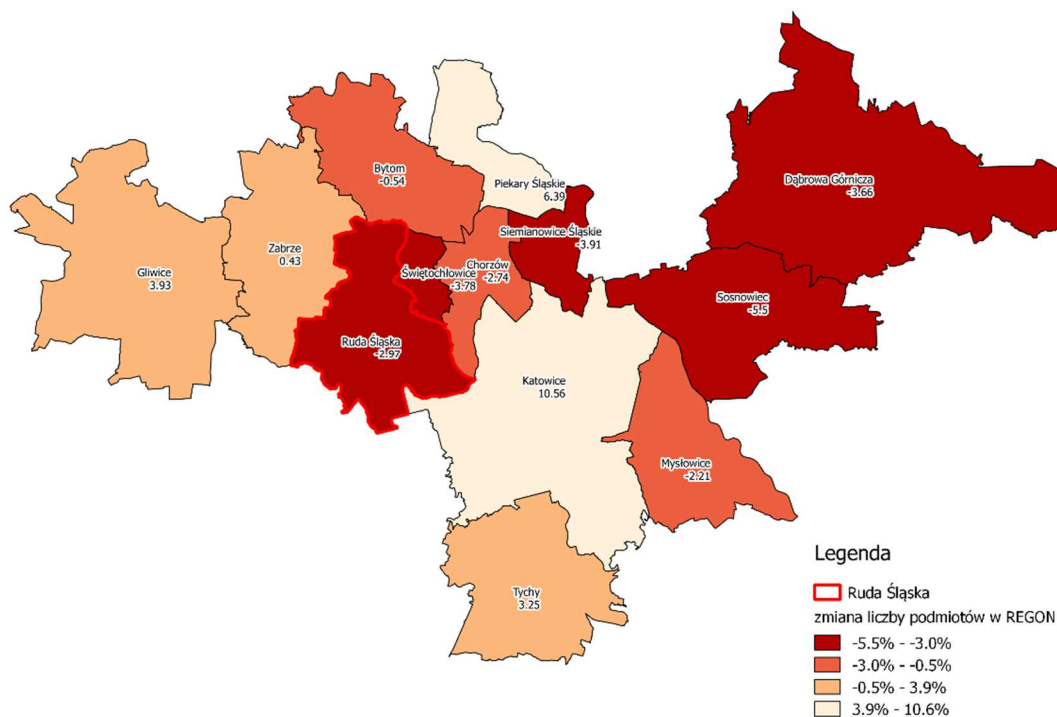 Bytom
-0.54
Piekary Śląskie
6.39
Dąbrowa Górnicza
-3.66
Siemianowice Śląskie
-3.91
Zabrze
0.43
Gliwice
3.93
Świętochłowice
-3.78
Chorzów
-2.74
Sosnowiec
-5.5
Ruda Śląska
-2.97
Katowice
10.56
Mysłowice
-2.21
Tychy
3.25
Legenda
Ruda Śląska
zmiana liczby podmiotów w REGON
-5.5% - -3.0%
-3.0% - -0.5%
-0.5% - 3.9%
3.9% - 10.6%